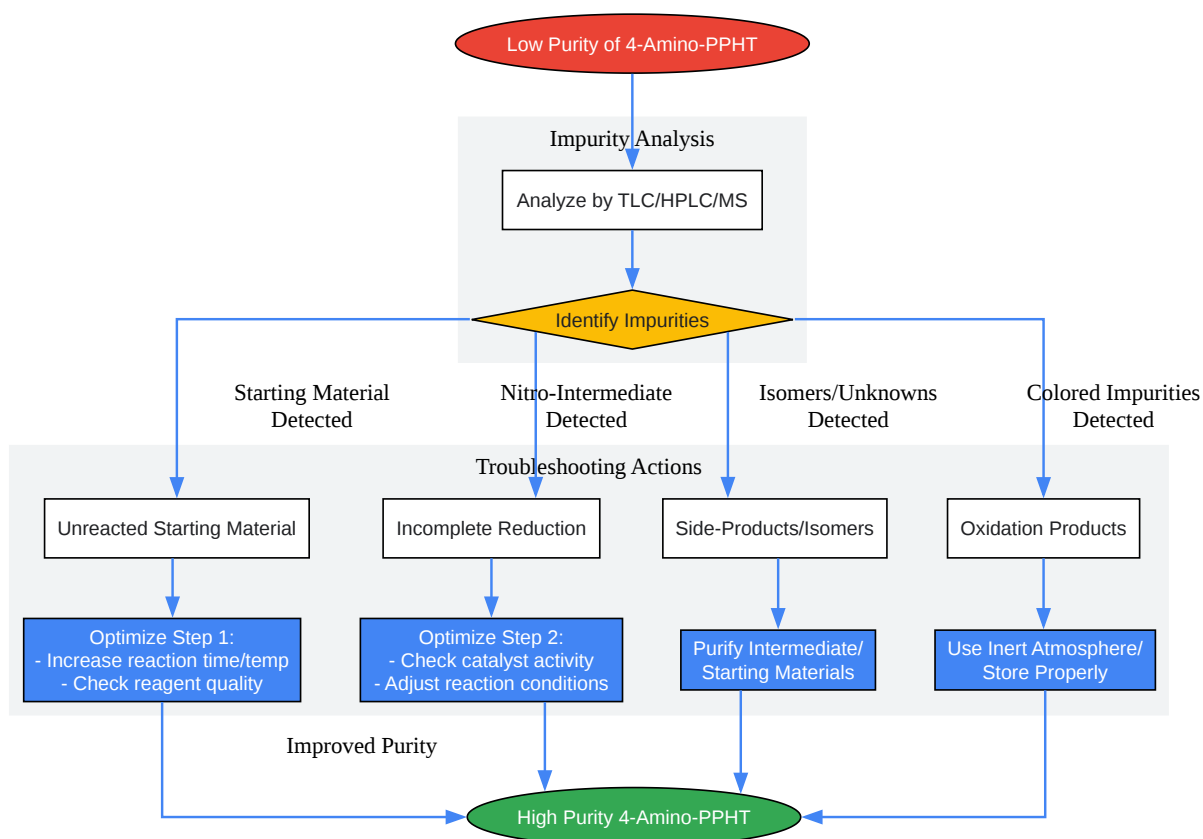 Low Purity of 4-Amino-PPHT
Impurity Analysis
Analyze by TLC/HPLC/MS
Identify Impurities
Starting Material
Detected
Nitro-Intermediate
Detected
Isomers/Unknowns
Detected
Colored Impurities
Detected
Troubleshooting Actions
Unreacted Starting Material
Incomplete Reduction
Side-Products/Isomers
Oxidation Products
Optimize Step 1:
- Increase reaction time/temp
- Check reagent quality
Optimize Step 2:
- Check catalyst activity
- Adjust reaction conditions
Purify Intermediate/
Starting Materials
Use Inert Atmosphere/
Store Properly
Improved Purity
High Purity 4-Amino-PPHT